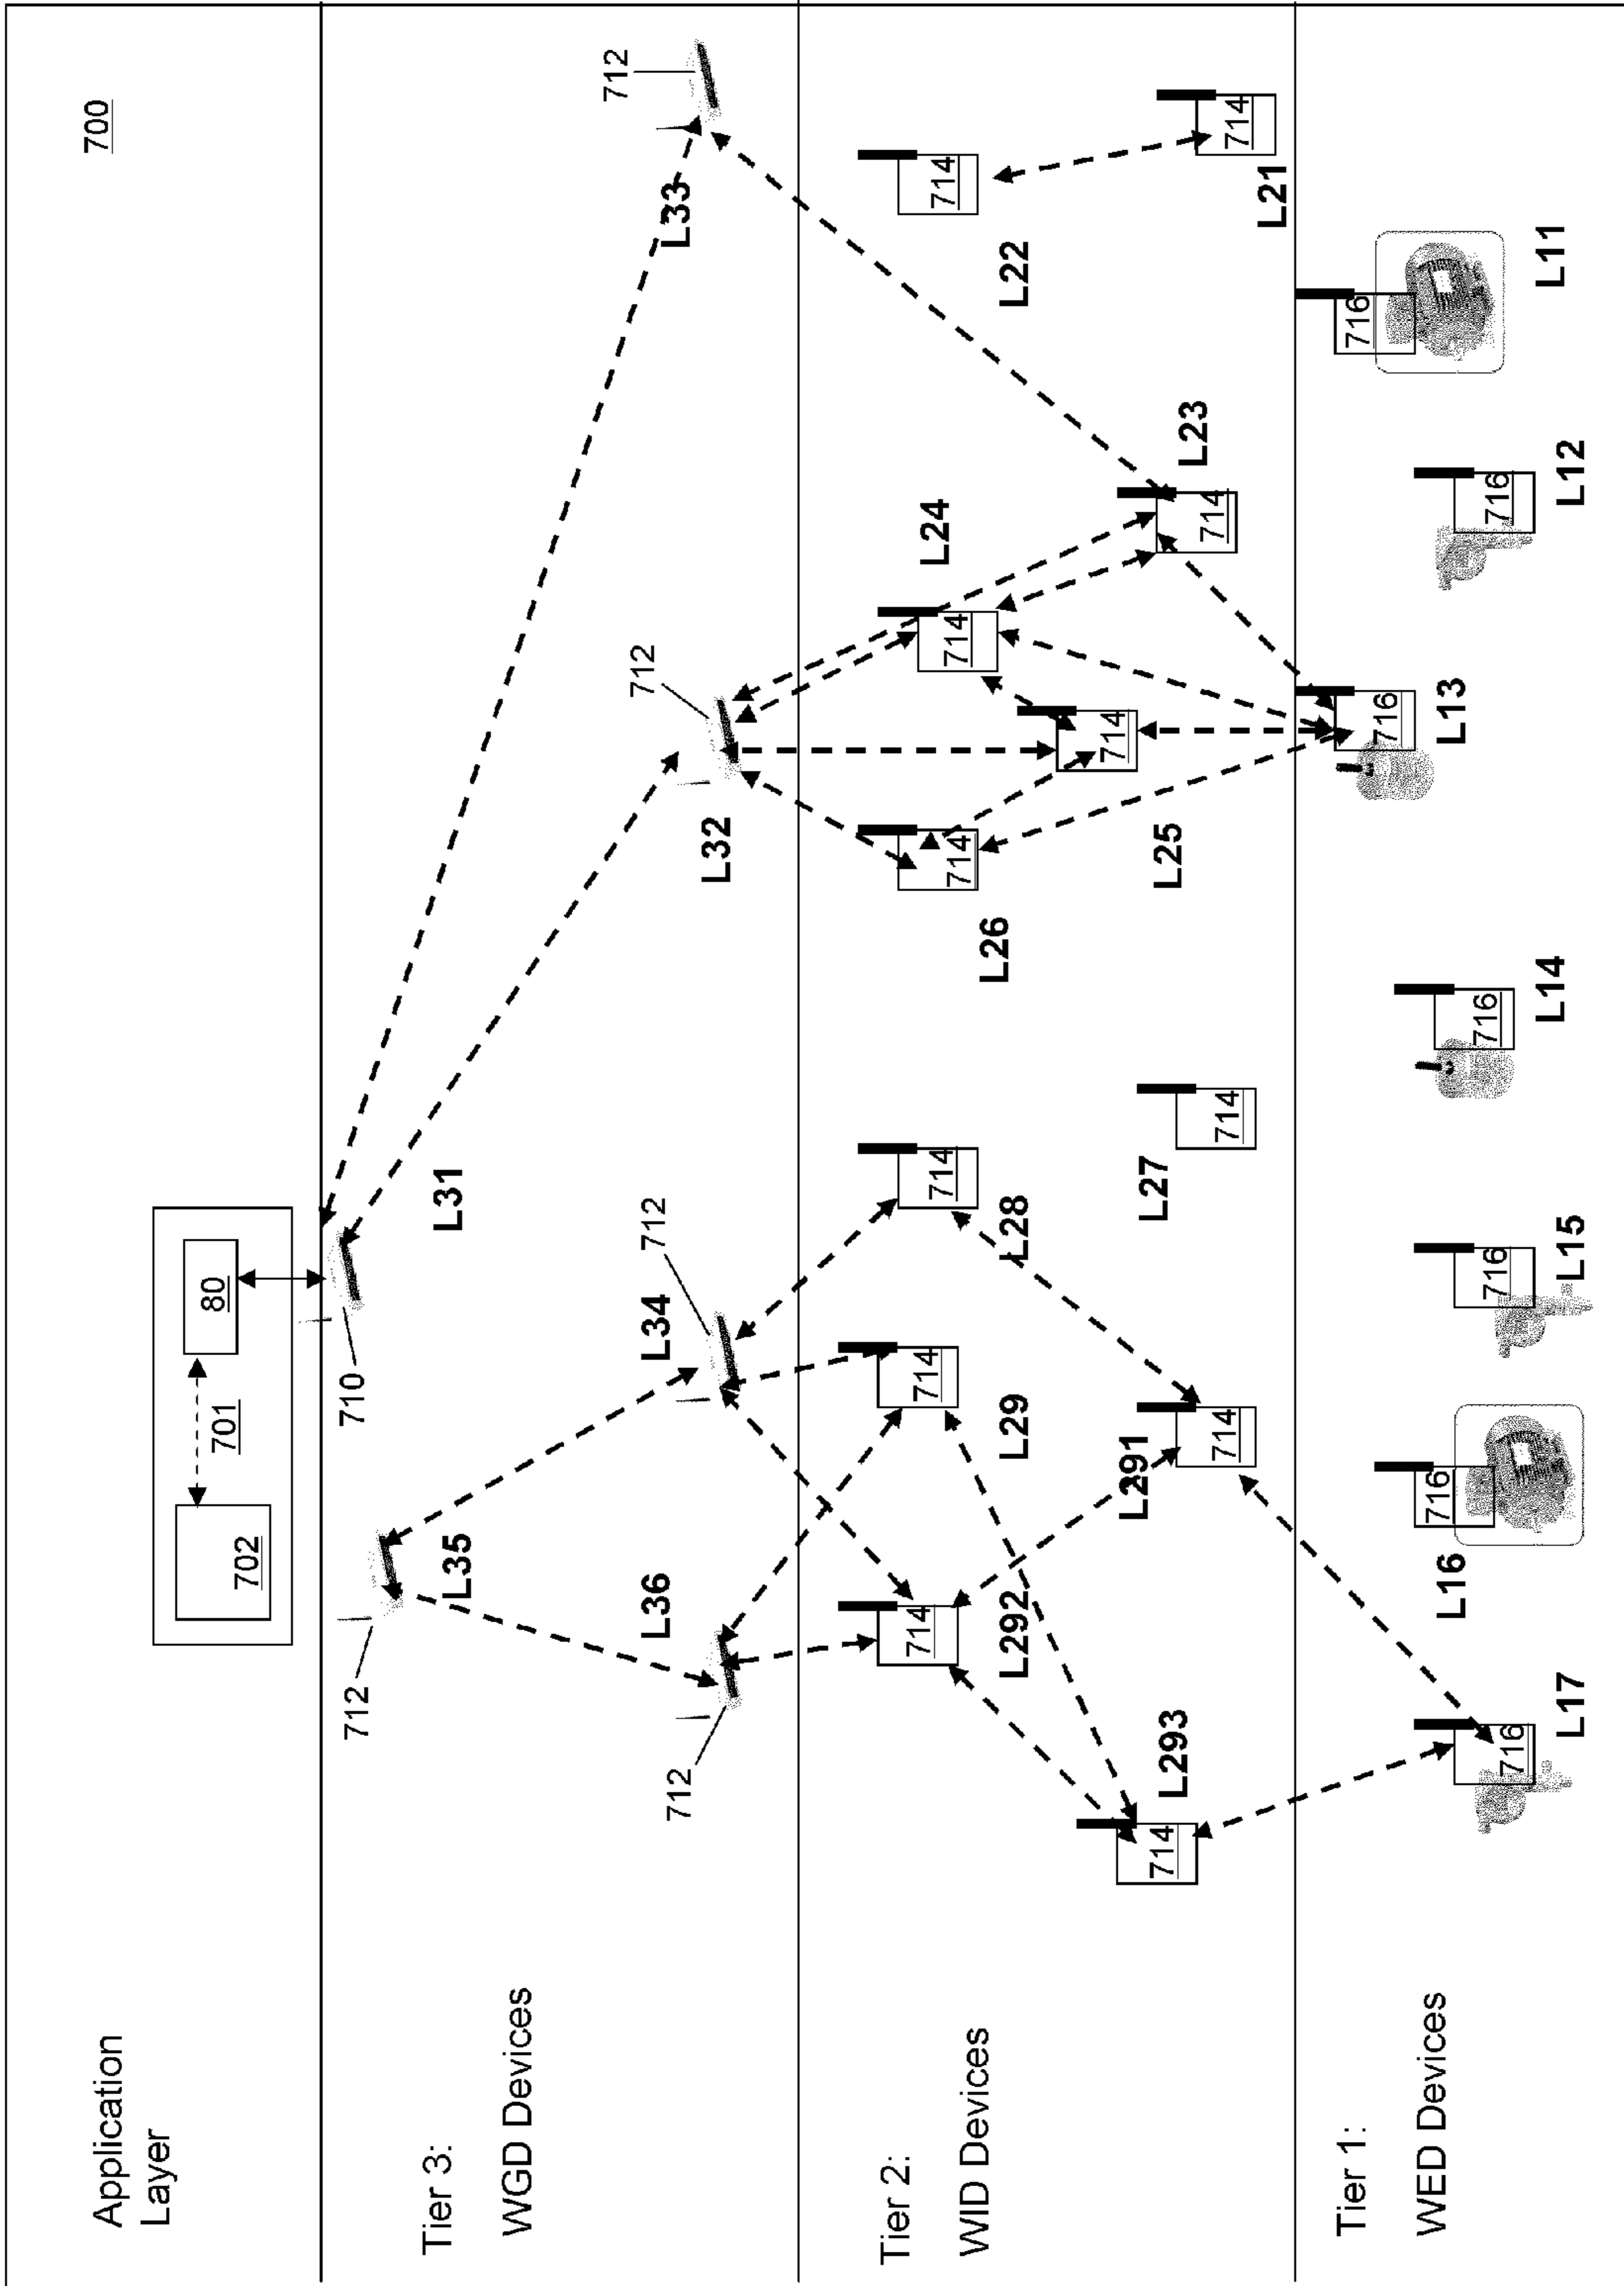 700
Application
Layer
702
701
80
Tier 3:
WGD Devices
712
L35
710
L31
L33
712
712
L36
L34
712
L32
712
Tier 2:
WID Devices
714
L292
714
L29
714
L28
714
L26
714
L24
714
L22
714
L293
714
L291
714
L27
714
L25
714
L23
714
L21
Tier 1:
WED Devices
716
L17
716
L16
716
L15
716
L14
716
L13
716
L12
716
L11